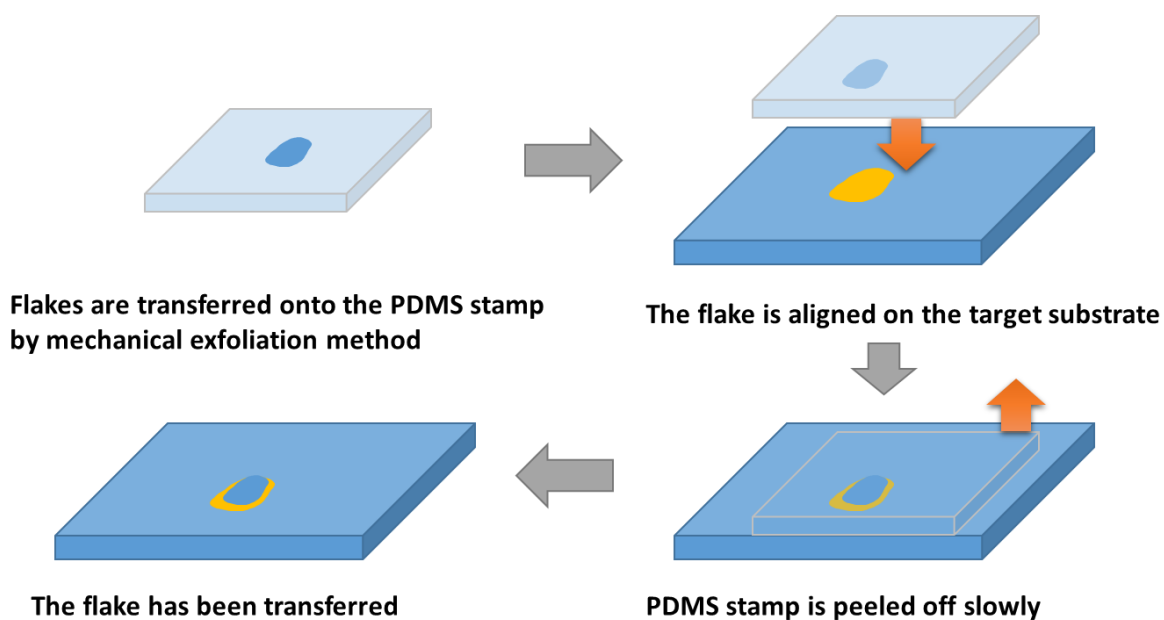 Flakes are transferred onto the PDMS stamp
by mechanical exfoliation method
The flake is aligned on the target substrate
PDMS stamp is peeled off slowly
The flake has been transferred